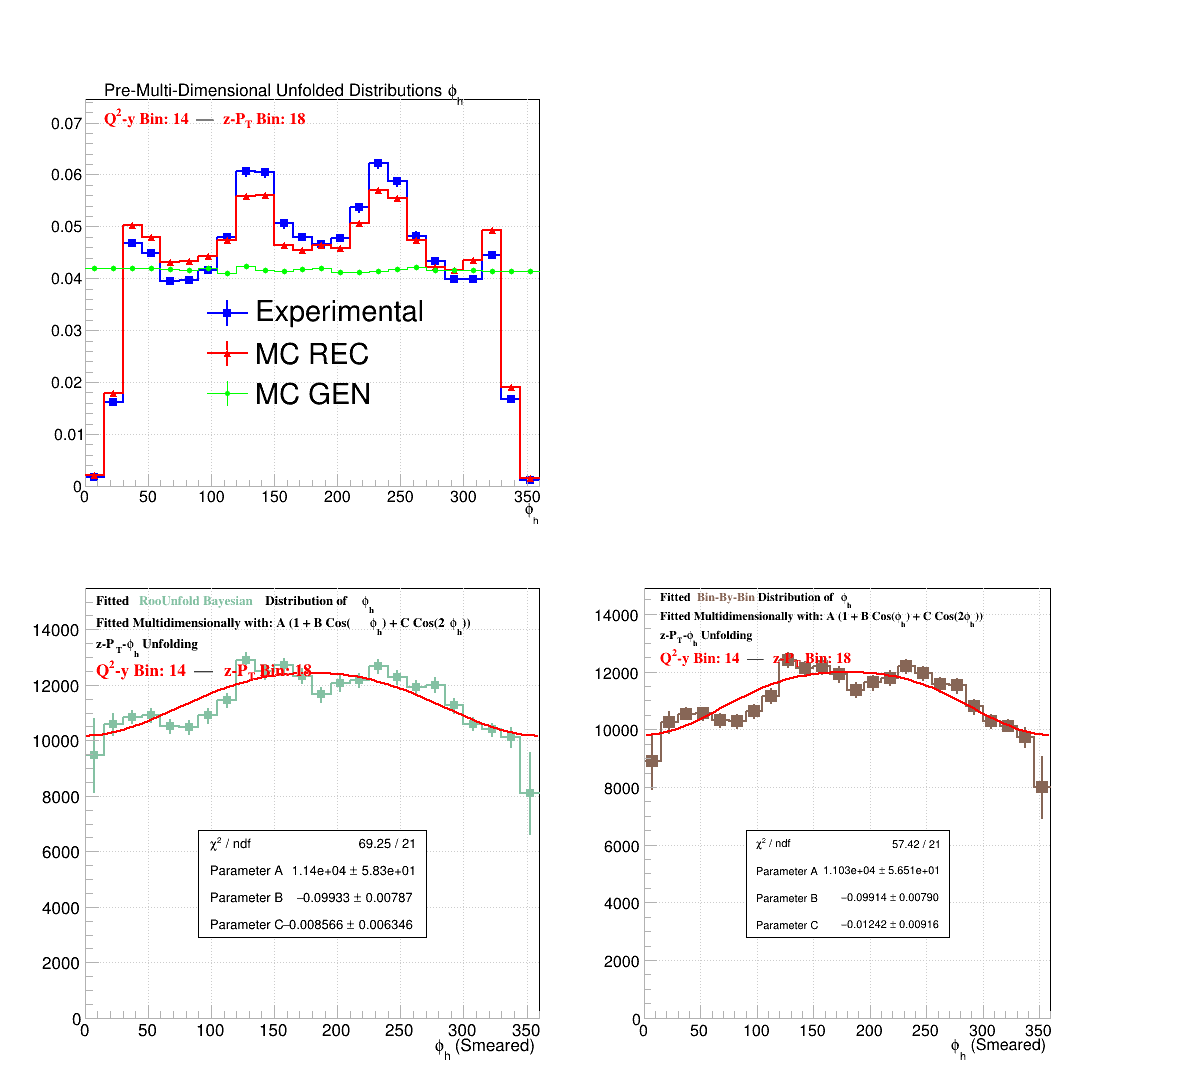 Pre-Multi-Dimensional Unfolded Distributions ϕh
Q2-y Bin: 14 — z-PT Bin: 18
0.07
0.06
0.05
0.04
0.03
0.02
0.01
0
Experimental
MC REC
MC GEN
0 50 100 150 200 250 300 350
ϕh
Fitted RooUnfold Bayesian Distribution of ϕh
Fitted Multidimensionally with: A (1 + B Cos( ϕh) + C Cos(2 ϕh))
z-PT-ϕh Unfolding
Q2-y Bin: 14 — z-PT Bin: 18
14000
12000
10000
8000
6000
4000
2000
0
χ2 / ndf 69.25 / 21
Parameter A 1.14e+04 ± 5.83e+01
Parameter B −0.09933 ± 0.00787
Parameter C −0.008566 ± 0.006346
0 50 100 150 200 250 300 350
ϕh (Smeared)
Fitted Bin-By-Bin Distribution of ϕh
Fitted Multidimensionally with: A (1 + B Cos(ϕh) + C Cos(2ϕh))
z-PT-ϕh Unfolding
Q2-y Bin: 14 — z-PT Bin: 18
14000
12000
10000
8000
6000
4000
2000
0
χ2 / ndf 57.42 / 21
Parameter A 1.103e+04 ± 5.651e+01
Parameter B −0.09914 ± 0.00790
Parameter C −0.01242 ± 0.00916
0 50 100 150 200 250 300 350
ϕh (Smeared)